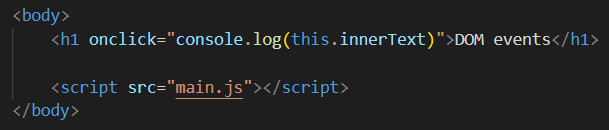 <body>
<h1 onclick="console.log(this.innerText)">DOM events</h1>
<script src="main.js"></script>
</body>